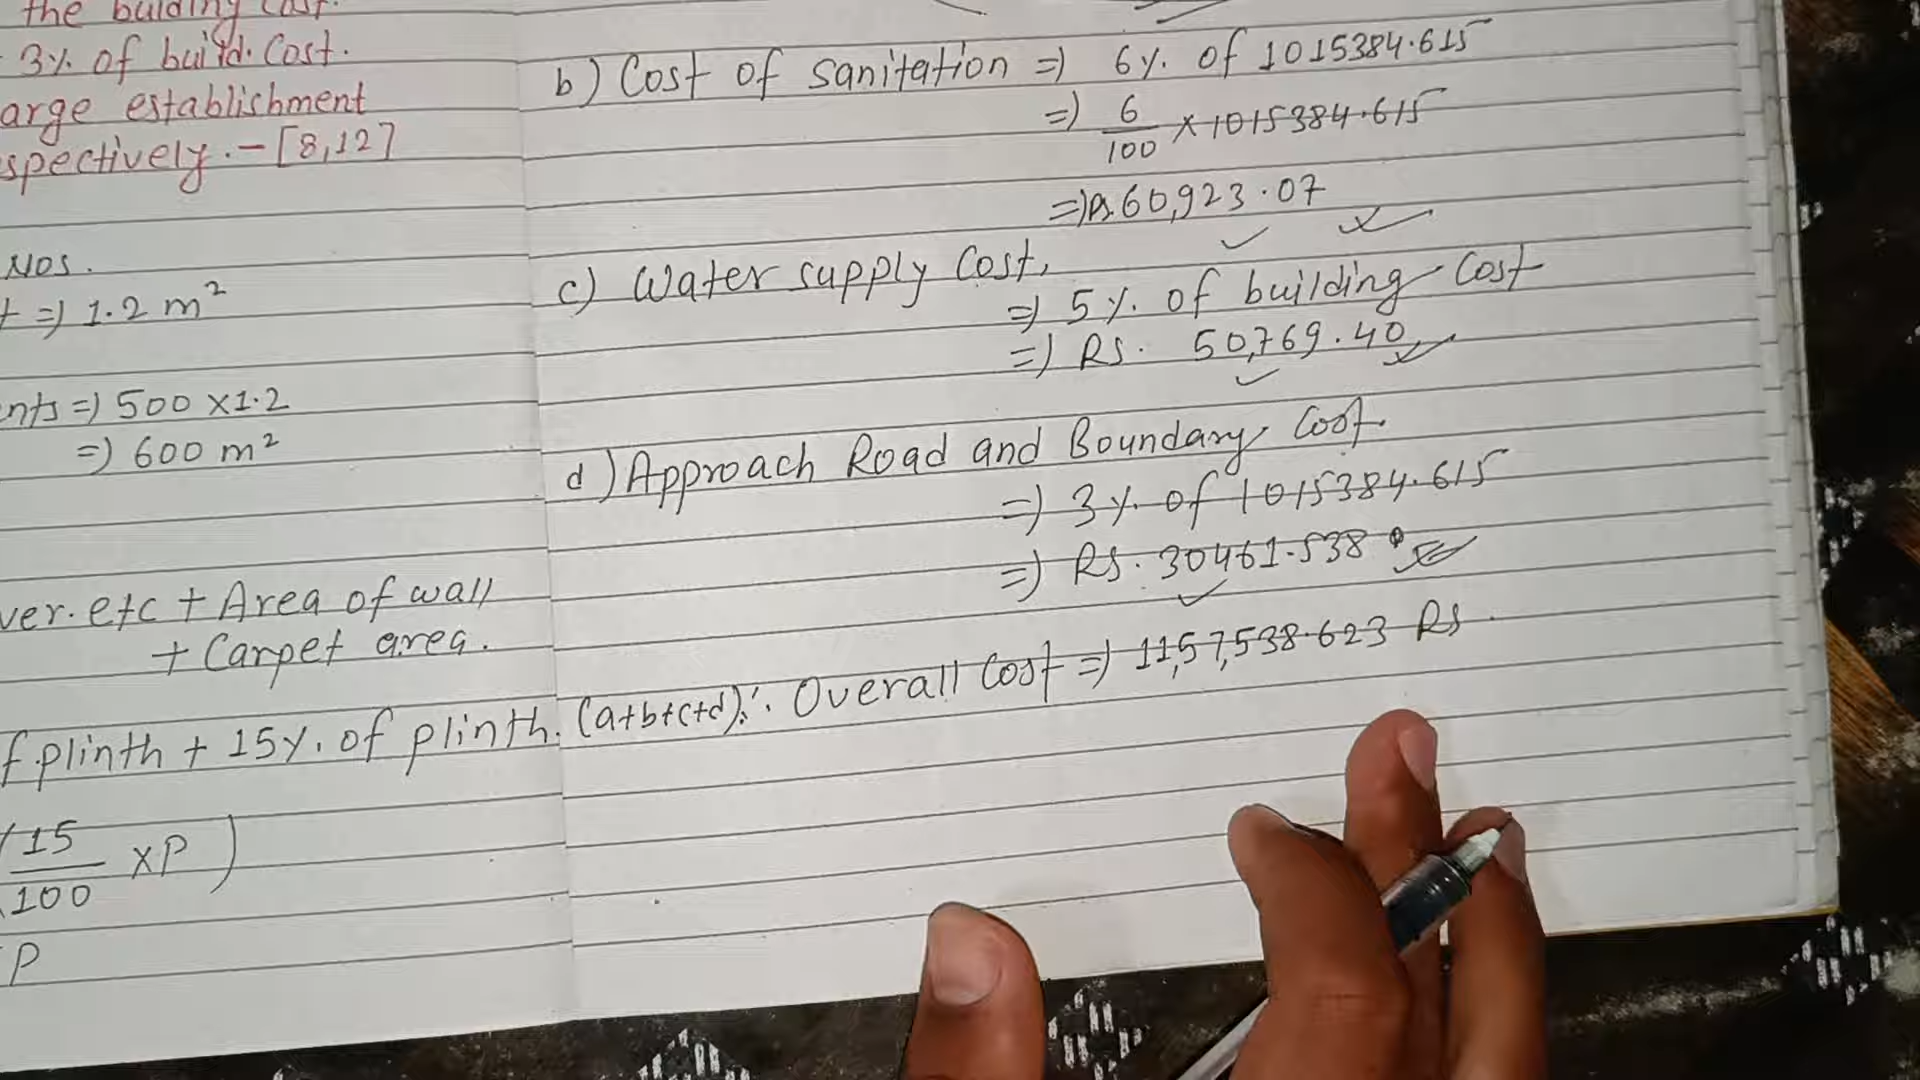 the building cost.
3% of build. Cost.
arge establishment
spectively. - [8,12]
Nos.
t => 1.2 m²
nts => 500 x 1.2
=> 600 m²
ver. etc + Area of wall
+ Carpet area.
f plinth + 15%. of plinth.
15
100
x P )
P
b) Cost of sanitation => 6%. of 1015384.615
=> 6/100 x 1015384.615
=> Rs. 60,923.07
c) Water supply Cost,
=> 5%. of building Cost
=> Rs. 50,769.40
d) Approach Road and Boundary Cost.
=> 3%. of 1015384.615
=> Rs. 30461.538
(a+b+c+d) ∴ Overall Cost => 11,57,538.623 Rs.